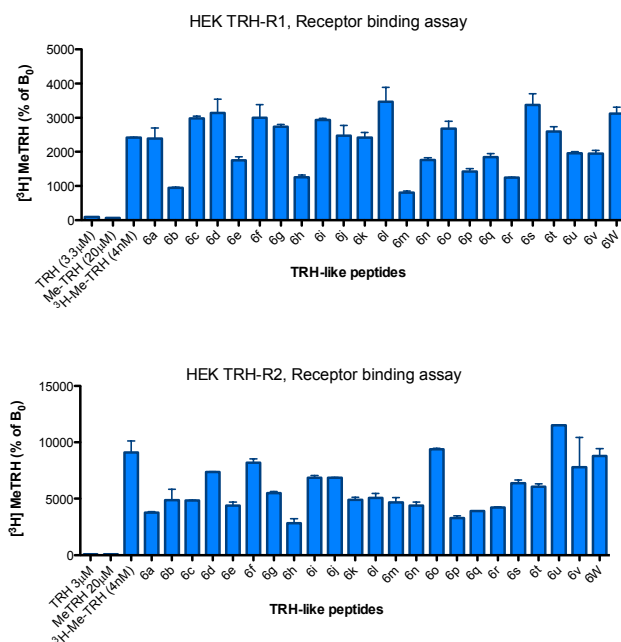 HEK TRH-R1, Receptor binding assay
[³H] MeTRH (% of B₀)
5000
4000
3000
2000
1000
0
TRH (3.3µM)
Me-TRH (20µM)
³H-Me-TRH (4nM)
6a
6b
6c
6d
6e
6f
6g
6h
6i
6j
6k
6l
6m
6n
6o
6p
6q
6r
6s
6t
6u
6v
6W
TRH-like peptides
HEK TRH-R2, Receptor binding assay
[³H] MeTRH (% of B₀)
15000
10000
5000
0
TRH 3µM
MeTRH 20µM
³H-Me-TRH (4nM)
6a
6b
6c
6d
6e
6f
6g
6h
6i
6j
6k
6l
6m
6n
6o
6p
6q
6r
6s
6t
6u
6v
6W
TRH-like peptides